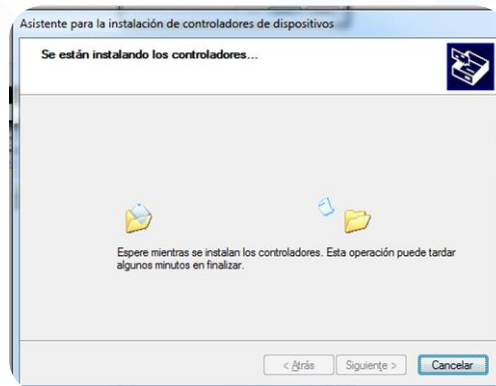 Asistente para la instalación de controladores de dispositivos
Se están instalando los controladores...
Espere mientras se instalan los controladores. Esta operación puede tardar
algunos minutos en finalizar.
< Atrás
Siguiente >
Cancelar